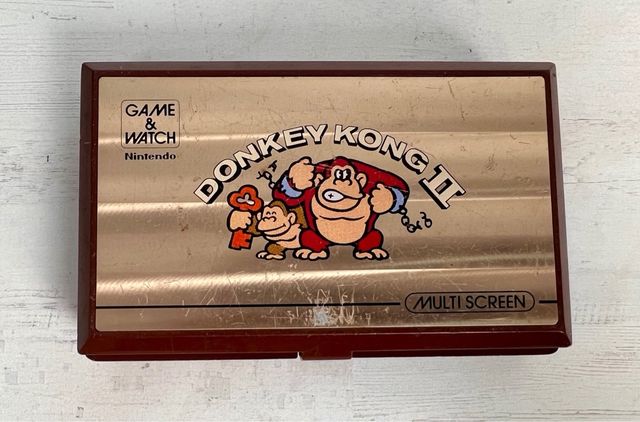 GAME
&
WATCH
Nintendo
DONKEY KONG II
MULTI SCREEN